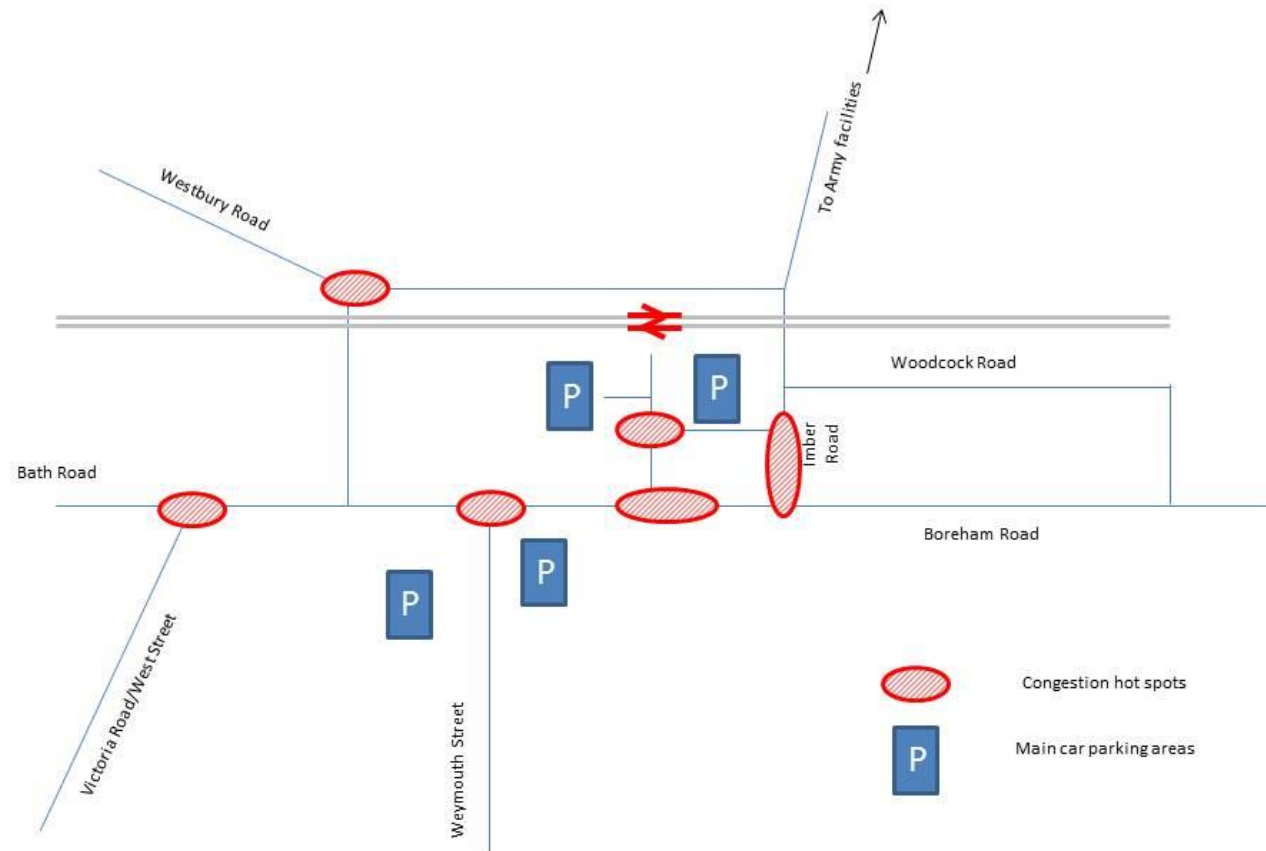 To Army facilities
Westbury Road
P
P
Woodcock Road
Imber
Road
Bath Road
Boreham Road
P
P
Victoria Road/West Street
Weymouth Street
Congestion hot spots
P
Main car parking areas